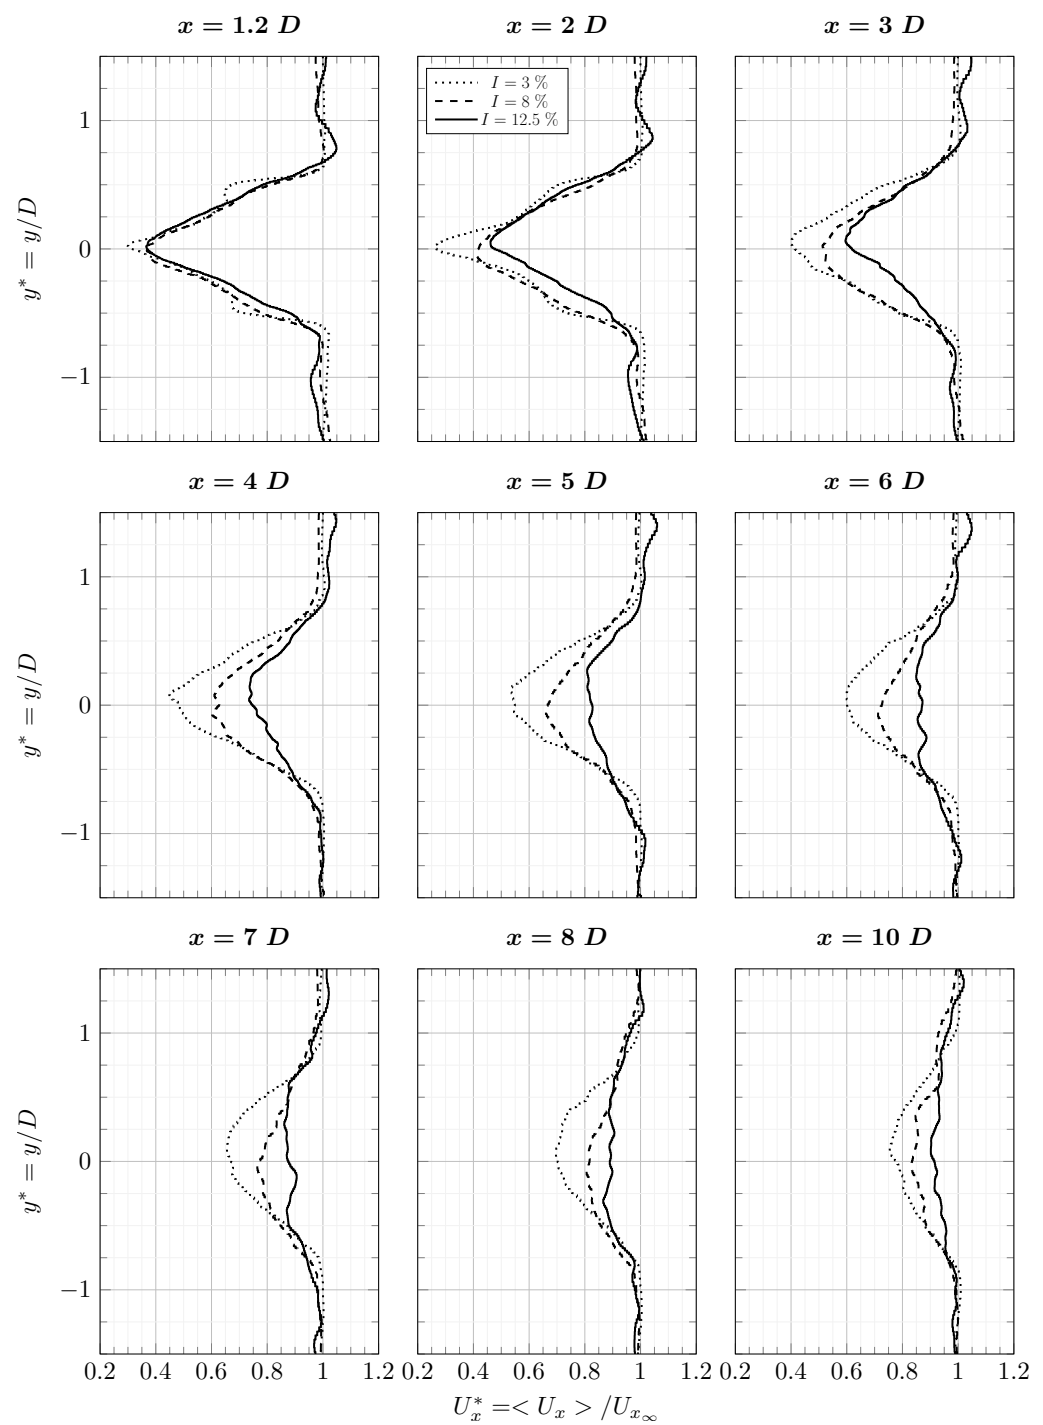 x = 1.2 D
x = 2 D
x = 3 D
I = 3 %
I = 8 %
I = 12.5 %
1
0
−1
y* = y/D
x = 4 D
x = 5 D
x = 6 D
1
0
−1
y* = y/D
x = 7 D
x = 8 D
x = 10 D
1
0
−1
y* = y/D
0.2 0.4 0.6 0.8 1 1.2
0.2 0.4 0.6 0.8 1 1.2
0.2 0.4 0.6 0.8 1 1.2
U*ₓ =< Uₓ > /Uₓ∞